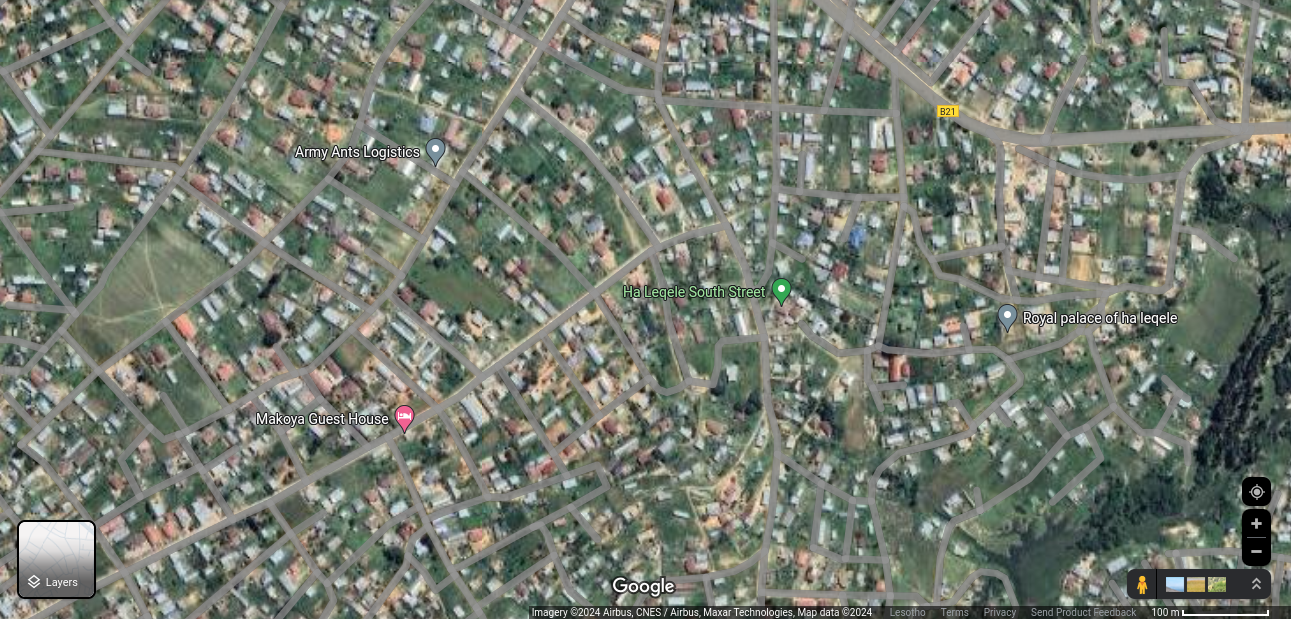 B21
Army Ants Logistics
Ha Leqele South Street
Royal palace of ha leqele
Makoya Guest House
Layers
Google
Imagery ©2024 Airbus, CNES / Airbus, Maxar Technologies, Map data ©2024 Lesotho Terms Privacy Send Product Feedback 100 m